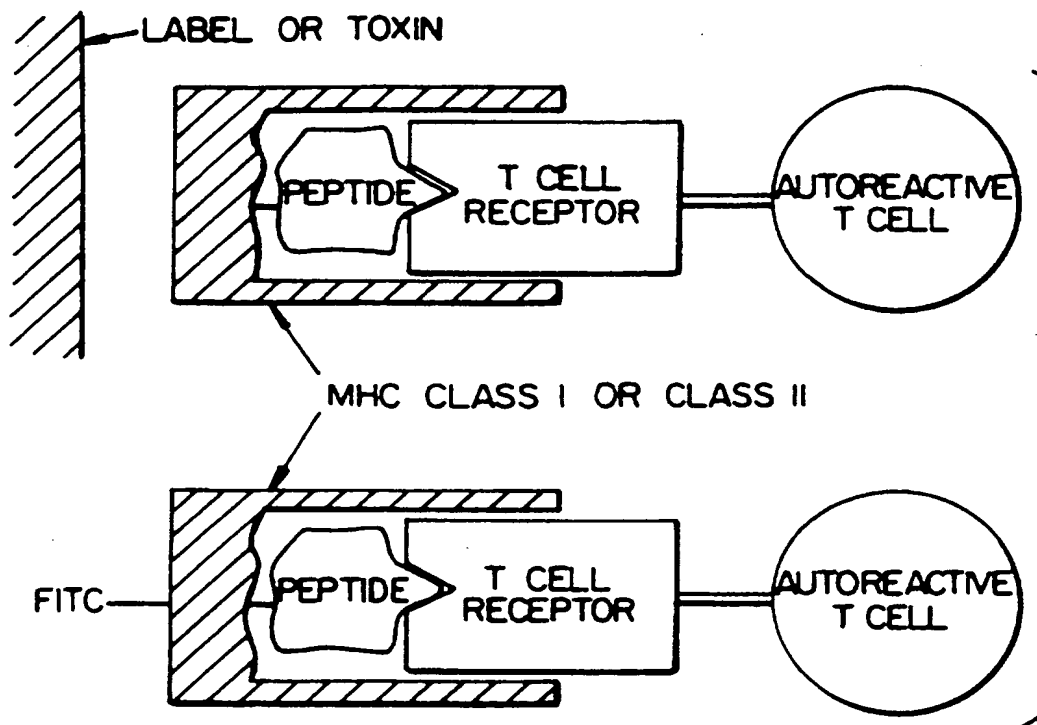 LABEL OR TOXIN
PEPTIDE
T CELL
RECEPTOR
AUTOREACTIVE
T CELL
MHC CLASS I OR CLASS II
FITC
PEPTIDE
T CELL
RECEPTOR
AUTOREACTIVE
T CELL